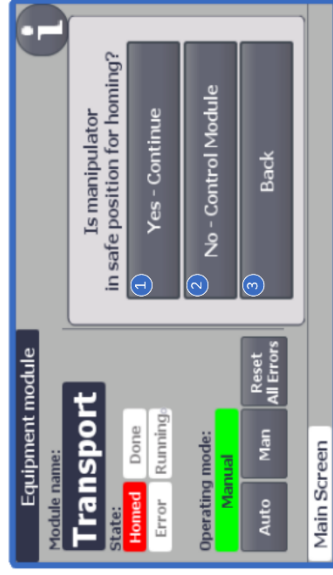 Equipment module
i
Module name:
Transport
State:
Homed Done
Error Running
Operating mode:
Manual
Auto Man Reset
All Errors
Main Screen
Is manipulator
in safe position for homing?
1 Yes - Continue
2 No - Control Module
3 Back